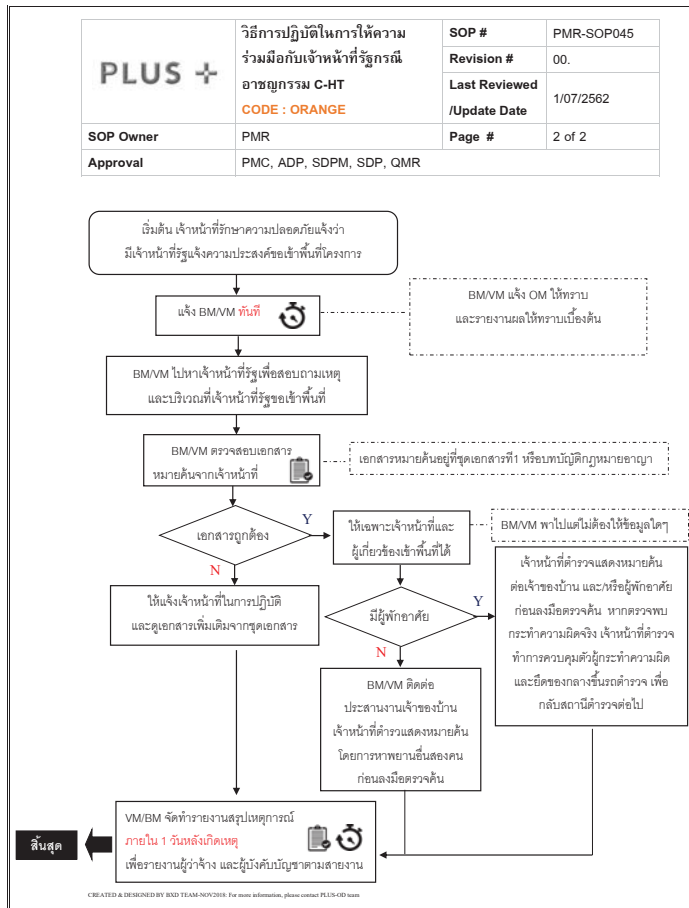 PLUS +
วิธีการปฏิบัติในการให้ความ
ร่วมมือกับเจ้าหน้าที่รัฐกรณี
อาชญกรรม C-HT
CODE : ORANGE
SOP #
PMR-SOP045
Revision #
00.
Last Reviewed
/Update Date
1/07/2562
SOP Owner
PMR
Page #
2 of 2
Approval
PMC, ADP, SDPM, SDP, QMR
เริ่มต้น เจ้าหน้าที่รักษาความปลอดภัยแจ้งว่า
มีเจ้าหน้าที่รัฐแจ้งความประสงค์ขอเข้าพื้นที่โครงการ
แจ้ง BM/VM ทันที
BM/VM แจ้ง OM ให้ทราบ
และรายงานผลให้ทราบเบื้องต้น
BM/VM ไปหาเจ้าหน้าที่รัฐเพื่อสอบถามเหตุ
และบริเวณที่เจ้าหน้าที่รัฐขอเข้าพื้นที่
BM/VM ตรวจสอบเอกสาร
หมายค้นจากเจ้าหน้าที่
เอกสารหมายค้นอยู่ที่ชุดเอกสารที่1 หรือบทบัญัติกฎหมายอาญา
เอกสารถูกต้อง
Y
N
ให้เฉพาะเจ้าหน้าที่และ
ผู้เกี่ยวข้องเข้าพื้นที่ได้
BM/VM พาไปแต่ไม่ต้องให้ข้อมูลใดๆ
ให้แจ้งเจ้าหน้าที่ในการปฏิบัติ
และดูเอกสารเพิ่มเติมจากชุดเอกสาร
มีผู้พักอาศัย
Y
N
เจ้าหน้าที่ตำรวจแสดงหมายค้น
ต่อเจ้าของบ้าน และ/หรือผู้พักอาศัย
ก่อนลงมือตรวจค้น หากตรวจพบ
กระทำความผิดจริง เจ้าหน้าที่ตำรวจ
ทำการควบคุมตัวผู้กระทำความผิด
และยึดของกลางขึ้นรถตำรวจ เพื่อ
กลับสถานีตำรวจต่อไป
BM/VM ติดต่อ
ประสานงานเจ้าของบ้าน
เจ้าหน้าที่ตำรวแสดงหมายค้น
โดยการหาพยานอื่นสองคน
ก่อนลงมือตรวจค้น
VM/BM จัดทำรายงานสรุปเหตุการณ์
ภายใน 1 วันหลังเกิดเหตุ
เพื่อรายงานผู้ว่าจ้าง และผู้บังคับบัญชาตามสายงาน
สิ้นสุด
CREATED & DESIGNED BY BXD TEAM-NOV2018: For more information, please contact PLUS-OD team